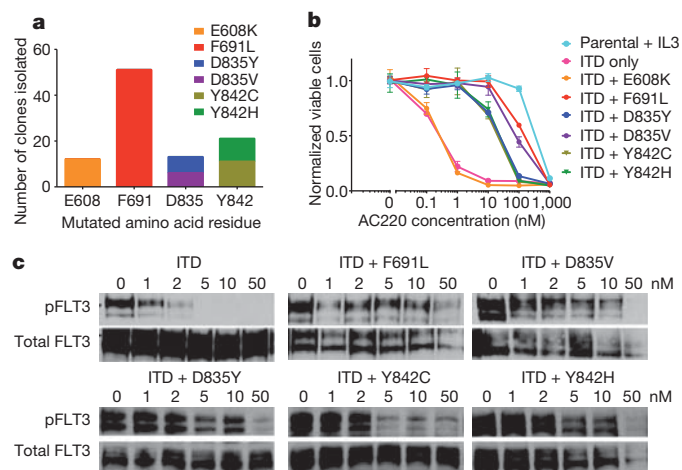 a
Number of clones isolated
60
40
20
0
E608 F691 D835 Y842
Mutated amino acid residue
E608K
F691L
D835Y
D835V
Y842C
Y842H
b
Normalized viable cells
1.0
0.5
0.0
0 0.1 1 10 100 1,000
AC220 concentration (nM)
Parental + IL3
ITD only
ITD + E608K
ITD + F691L
ITD + D835Y
ITD + D835V
ITD + Y842C
ITD + Y842H
c
ITD ITD + F691L ITD + D835V
0 1 2 5 10 50 0 1 2 5 10 50 0 1 2 5 10 50 nM
pFLT3
Total FLT3
ITD + D835Y ITD + Y842C ITD + Y842H
0 1 2 5 10 50 0 1 2 5 10 50 0 1 2 5 10 50 nM
pFLT3
Total FLT3